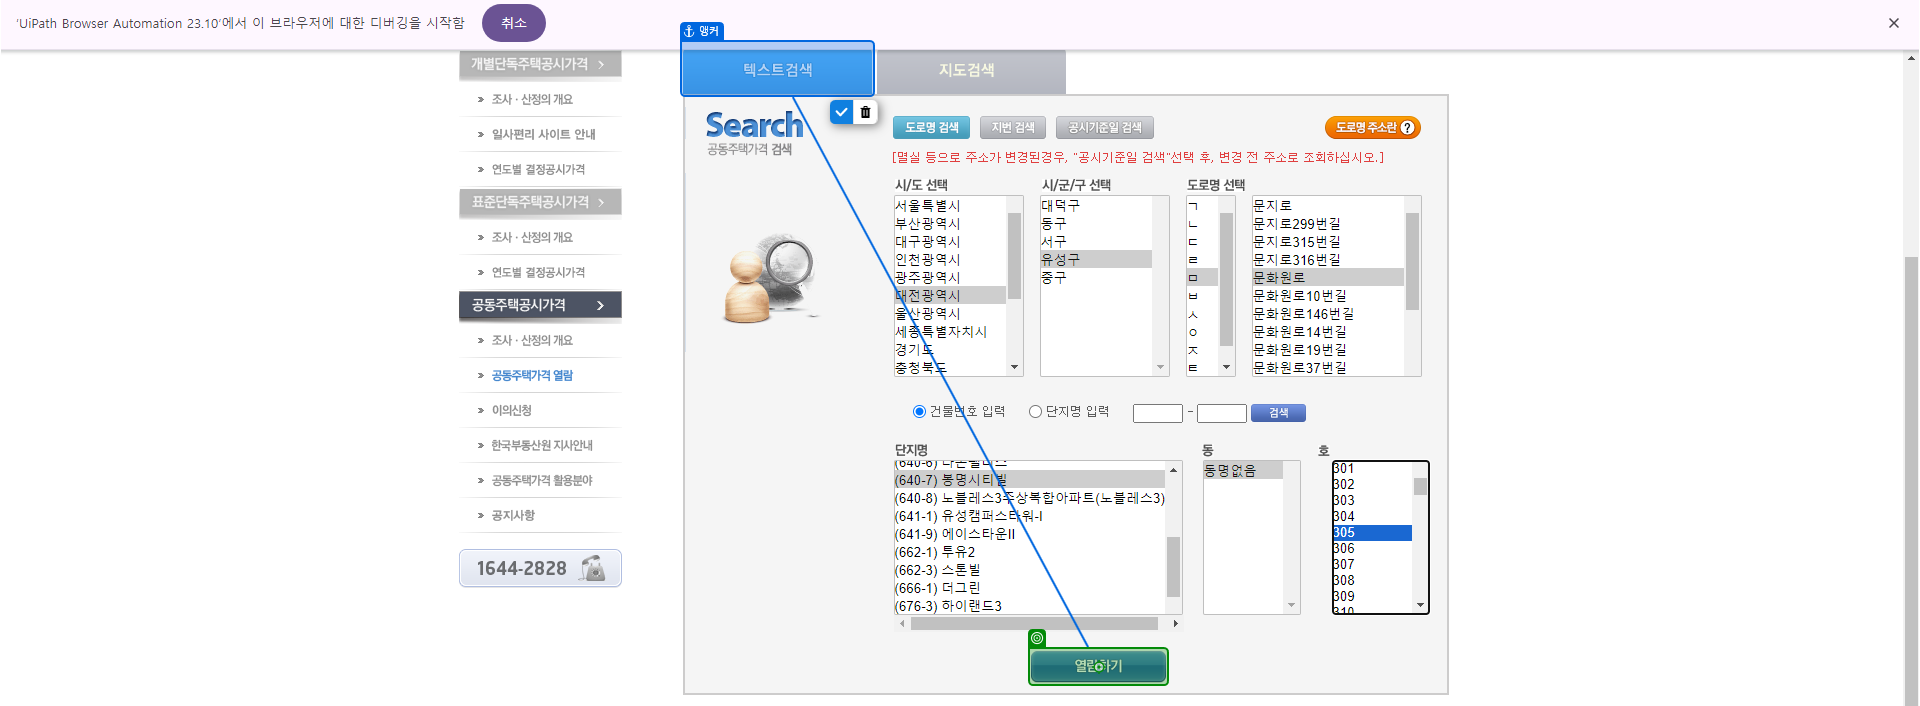 'UiPath Browser Automation 23.10'에서 이 브라우저에 대한 디버깅을 시작함
취소
앵커
텍스트검색
지도검색
개별단독주택공시가격
조사 · 산정의 개요
일사편리 사이트 안내
연도별 결정공시가격
표준단독주택공시가격
조사 · 산정의 개요
연도별 결정공시가격
공동주택공시가격
조사 · 산정의 개요
공동주택가격 열람
이의신청
한국부동산원 지사안내
공동주택가격 활용분야
공지사항
1644-2828
Search
공동주택가격 검색
도로명 검색
지번 검색
공시기준일 검색
도로명 주소란 ?
[멸실 등으로 주소가 변경된경우, "공시기준일 검색"선택 후, 변경 전 주소로 조회하십시오.]
시/도 선택
서울특별시
부산광역시
대구광역시
인천광역시
광주광역시
대전광역시
울산광역시
세종특별자치시
경기도
충청북도
시/군/구 선택
대덕구
동구
서구
유성구
중구
도로명 선택
ㄱ
ㄴ
ㄷ
ㄹ
ㅁ
ㅂ
ㅅ
ㅇ
ㅈ
ㅌ
문지로
문지로299번길
문지로315번길
문지로316번길
문화원로
문화원로10번길
문화원로146번길
문화원로14번길
문화원로19번길
문화원로37번길
건물번호 입력
단지명 입력
-
검색
단지명
(640-7) 봉명시티빌
(640-8) 노블레스3주상복합아파트(노블레스3)
(641-1) 유성캠퍼스타워-I
(641-9) 에이스타운II
(662-1) 투유2
(662-3) 스톤빌
(666-1) 더그린
(676-3) 하이랜드3
동
동명없음
호
301
302
303
304
305
306
307
308
309
310
열람하기